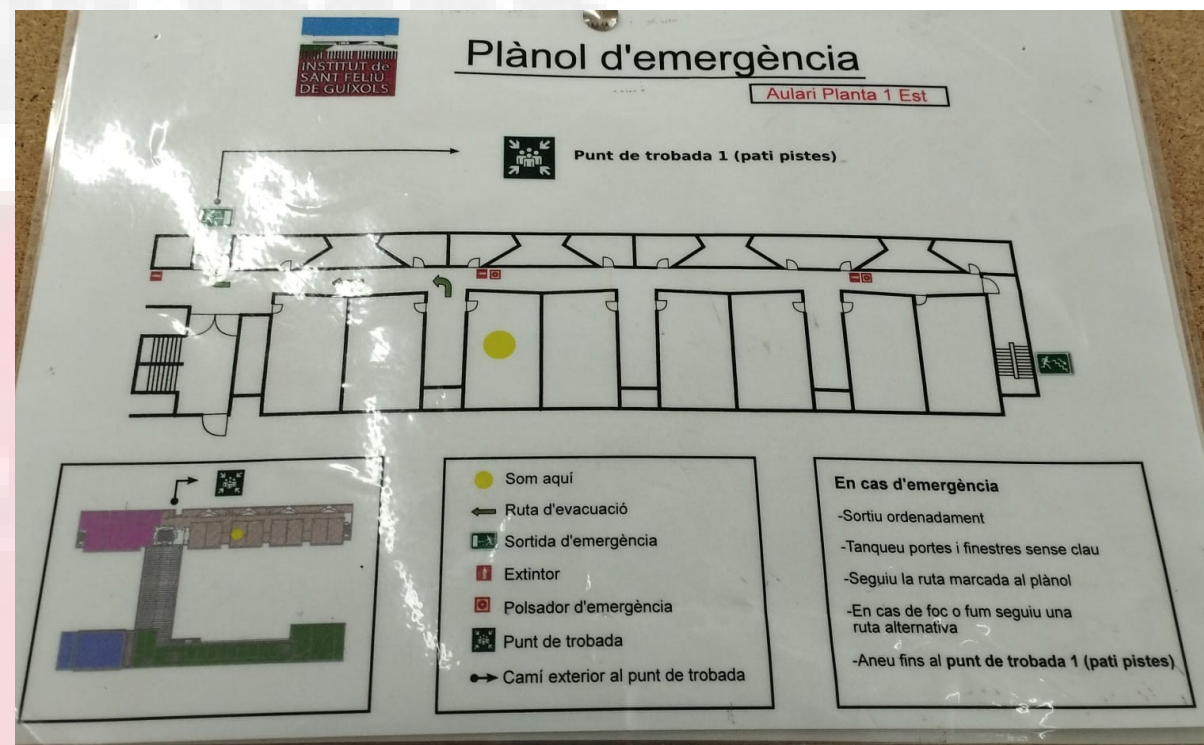 INSTITUT de
SANT FELIU
DE GUÍXOLS
Plànol d'emergència
Aulari Planta 1 Est
Punt de trobada 1 (pati pistes)
Som aquí
Ruta d'evacuació
Sortida d'emergència
Extintor
Polsador d'emergència
Punt de trobada
Camí exterior al punt de trobada
En cas d'emergència
-Sortiu ordenadament
-Tanqueu portes i finestres sense clau
-Seguiu la ruta marcada al plànol
-En cas de foc o fum seguiu una
ruta alternativa
-Aneu fins al punt de trobada 1 (pati pistes)